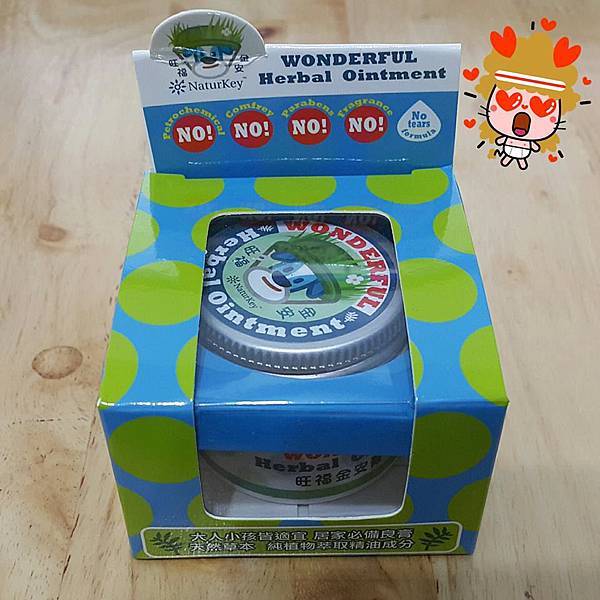 WONDERFUL
Herbal Ointment
旺福 金安
NaturKey™
Petrochemical NO!
Comfrey NO!
Parabens NO!
Fragrance NO!
No tears formula
WONDERFUL
Herbal Ointment
旺福
金安
NaturKey
Herbal
旺福金安
大人小孩皆適宜 居家必備良膏
天然草本 純植物萃取精油成分